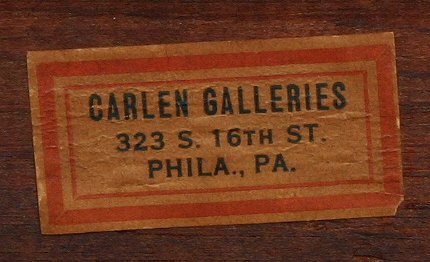 CARLEN GALLERIES
323 S. 16TH ST.
PHILA., PA.